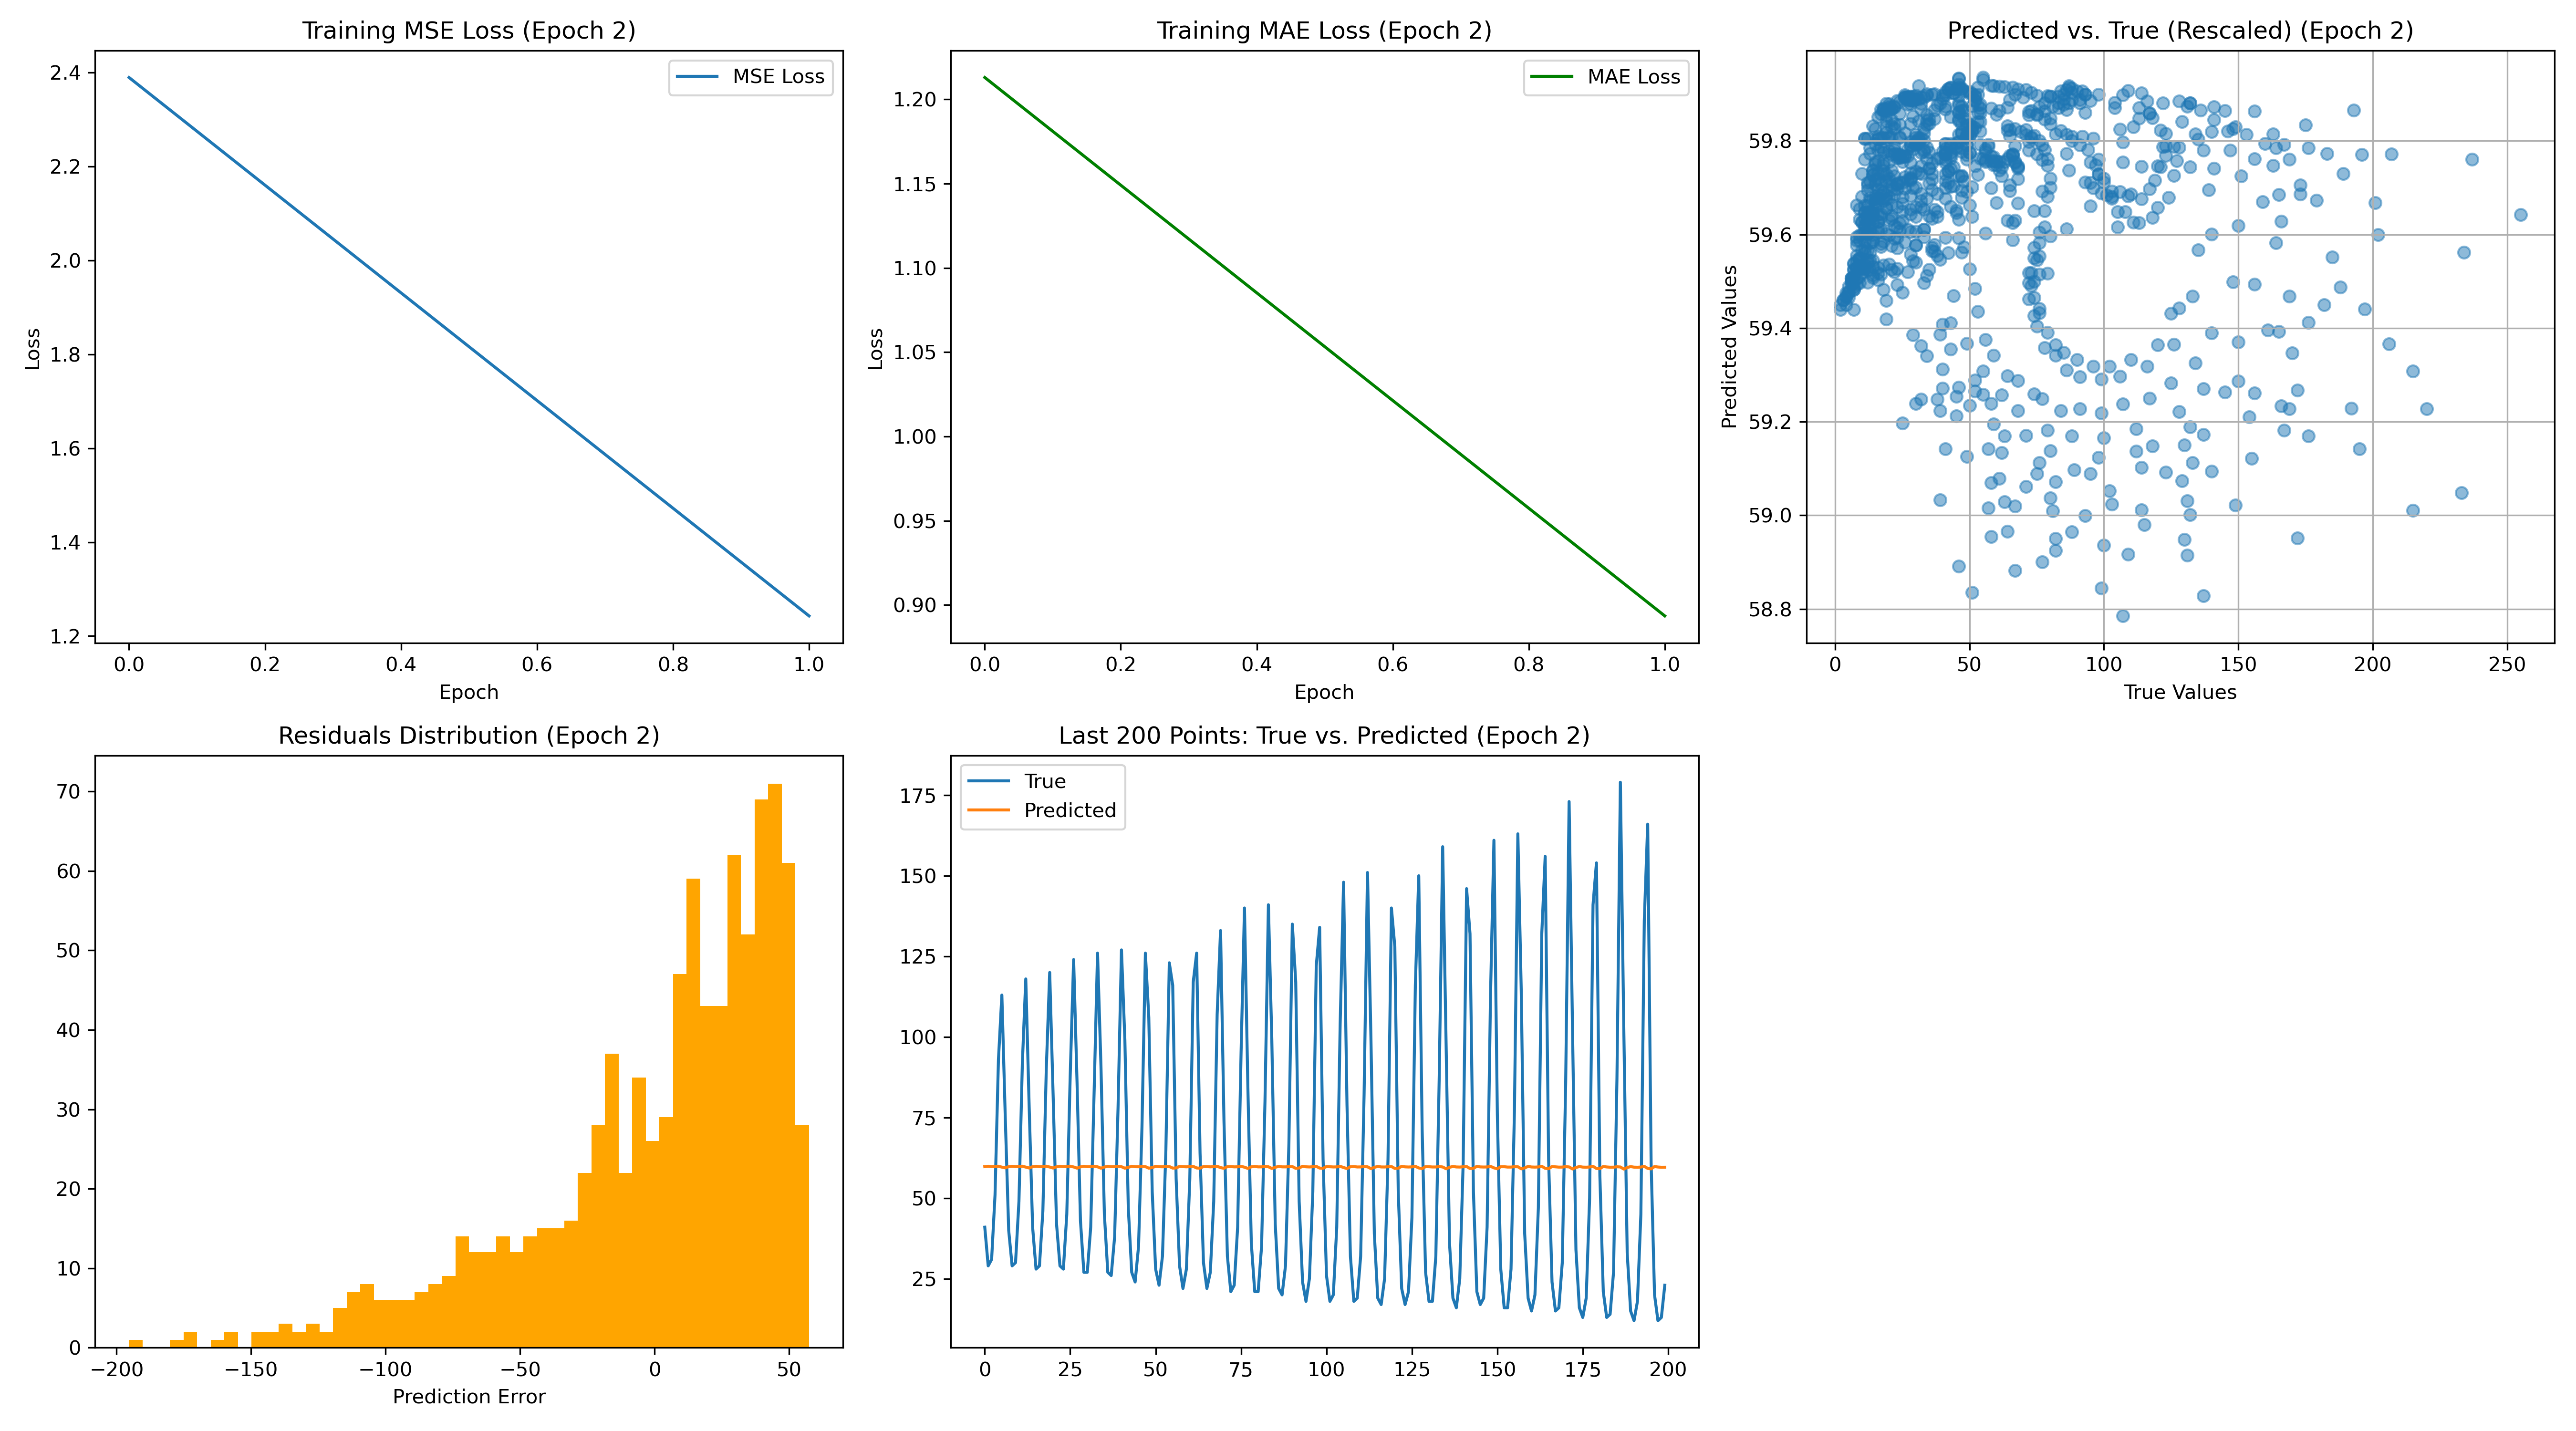 Training MSE Loss (Epoch 2)
Loss
2.4
2.2
2.0
1.8
1.6
1.4
1.2
MSE Loss
0.0 0.2 0.4 0.6 0.8 1.0
Epoch
Training MAE Loss (Epoch 2)
Loss
1.20
1.15
1.10
1.05
1.00
0.95
0.90
MAE Loss
0.0 0.2 0.4 0.6 0.8 1.0
Epoch
Predicted vs. True (Rescaled) (Epoch 2)
Predicted Values
59.8
59.6
59.4
59.2
59.0
58.8
0 50 100 150 200 250
True Values
Residuals Distribution (Epoch 2)
70
60
50
40
30
20
10
0
−200 −150 −100 −50 0 50
Prediction Error
Last 200 Points: True vs. Predicted (Epoch 2)
True
Predicted
175
150
125
100
75
50
25
0 25 50 75 100 125 150 175 200